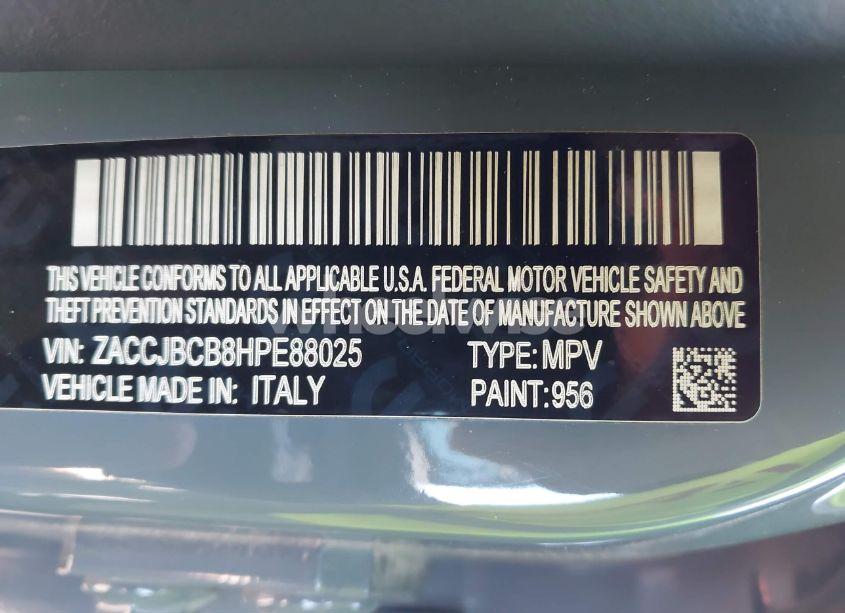 THIS VEHICLE CONFORMS TO ALL APPLICABLE U.S.A. FEDERAL MOTOR VEHICLE SAFETY AND
THEFT PREVENTION STANDARDS IN EFFECT ON THE DATE OF MANUFACTURE SHOWN ABOVE
VIN: ZACCJBCB8HPE88025 TYPE: MPV
VEHICLE MADE IN: ITALY PAINT: 956